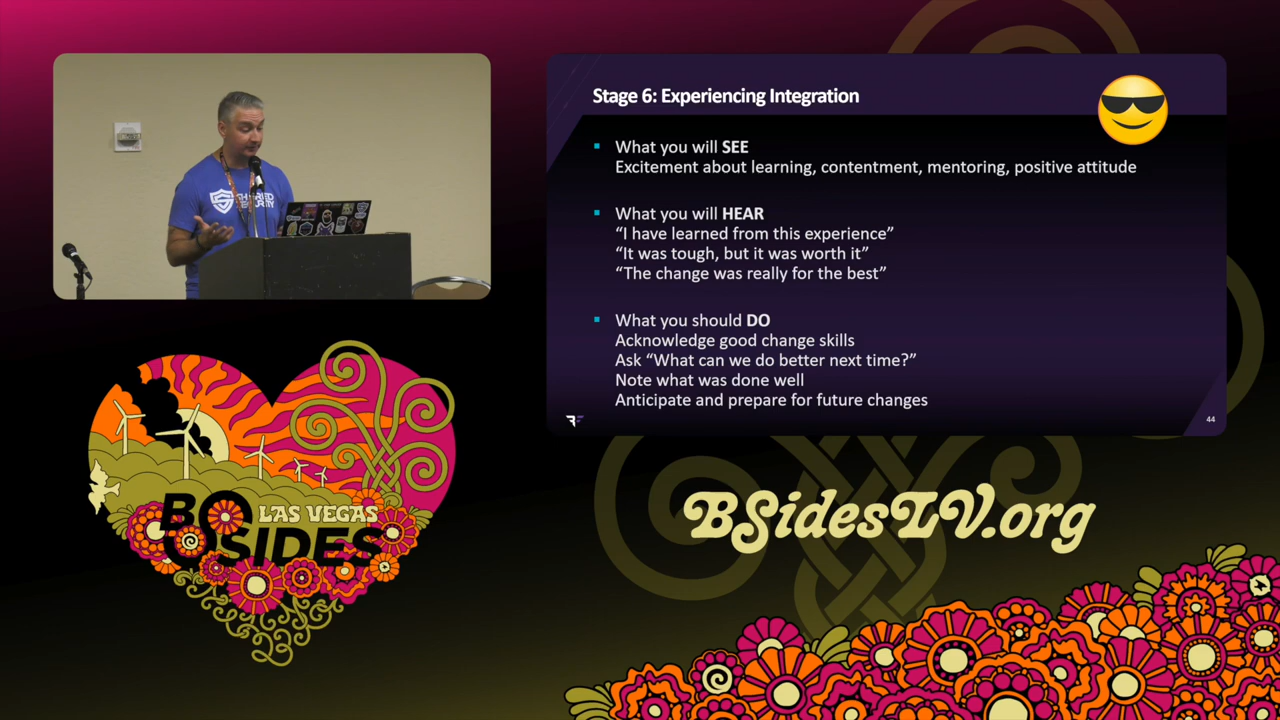 SHARED
SECURITY
Stage 6: Experiencing Integration
What you will SEE
Excitement about learning, contentment, mentoring, positive attitude
What you will HEAR
“I have learned from this experience”
“It was tough, but it was worth it”
“The change was really for the best”
What you should DO
Acknowledge good change skills
Ask “What can we do better next time?”
Note what was done well
Anticipate and prepare for future changes
44
LAS VEGAS
BSIDES
23
BSidesLV.org